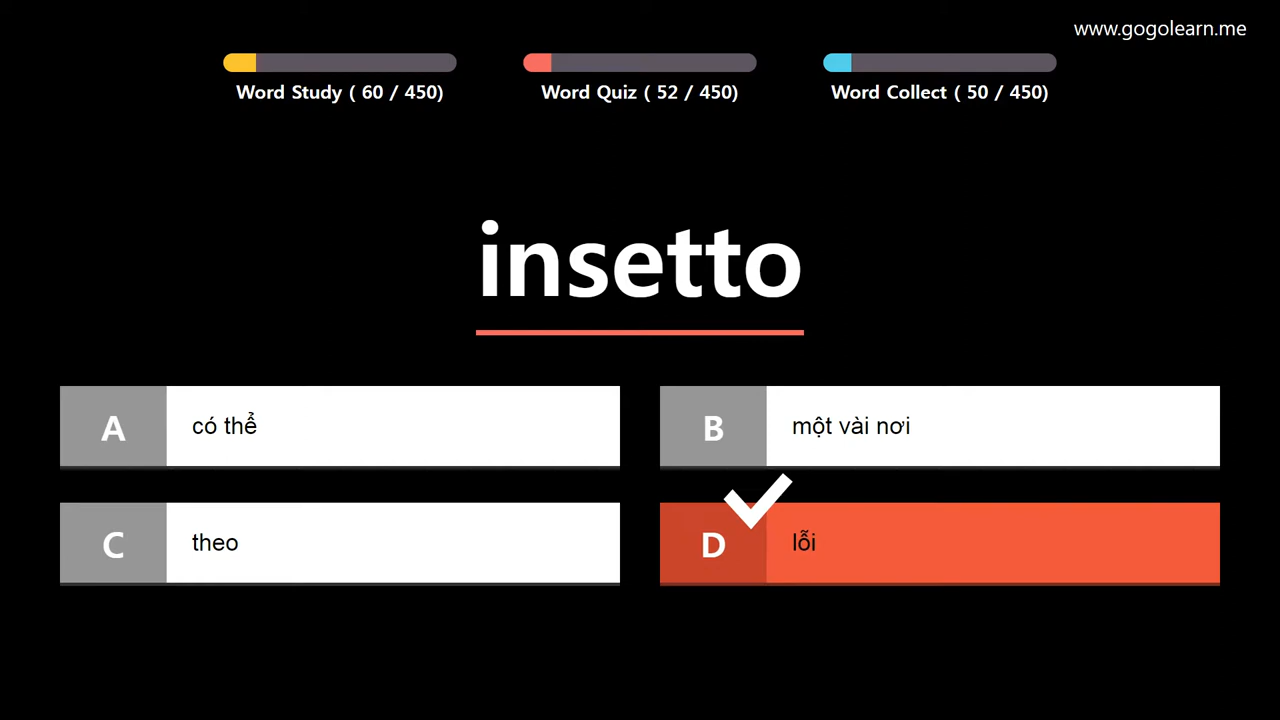 www.gogolearn.me
Word Study ( 60 / 450)
Word Quiz ( 52 / 450)
Word Collect ( 50 / 450)
insetto
A
có thể
B
một vài nơi
C
theo
D
lỗi